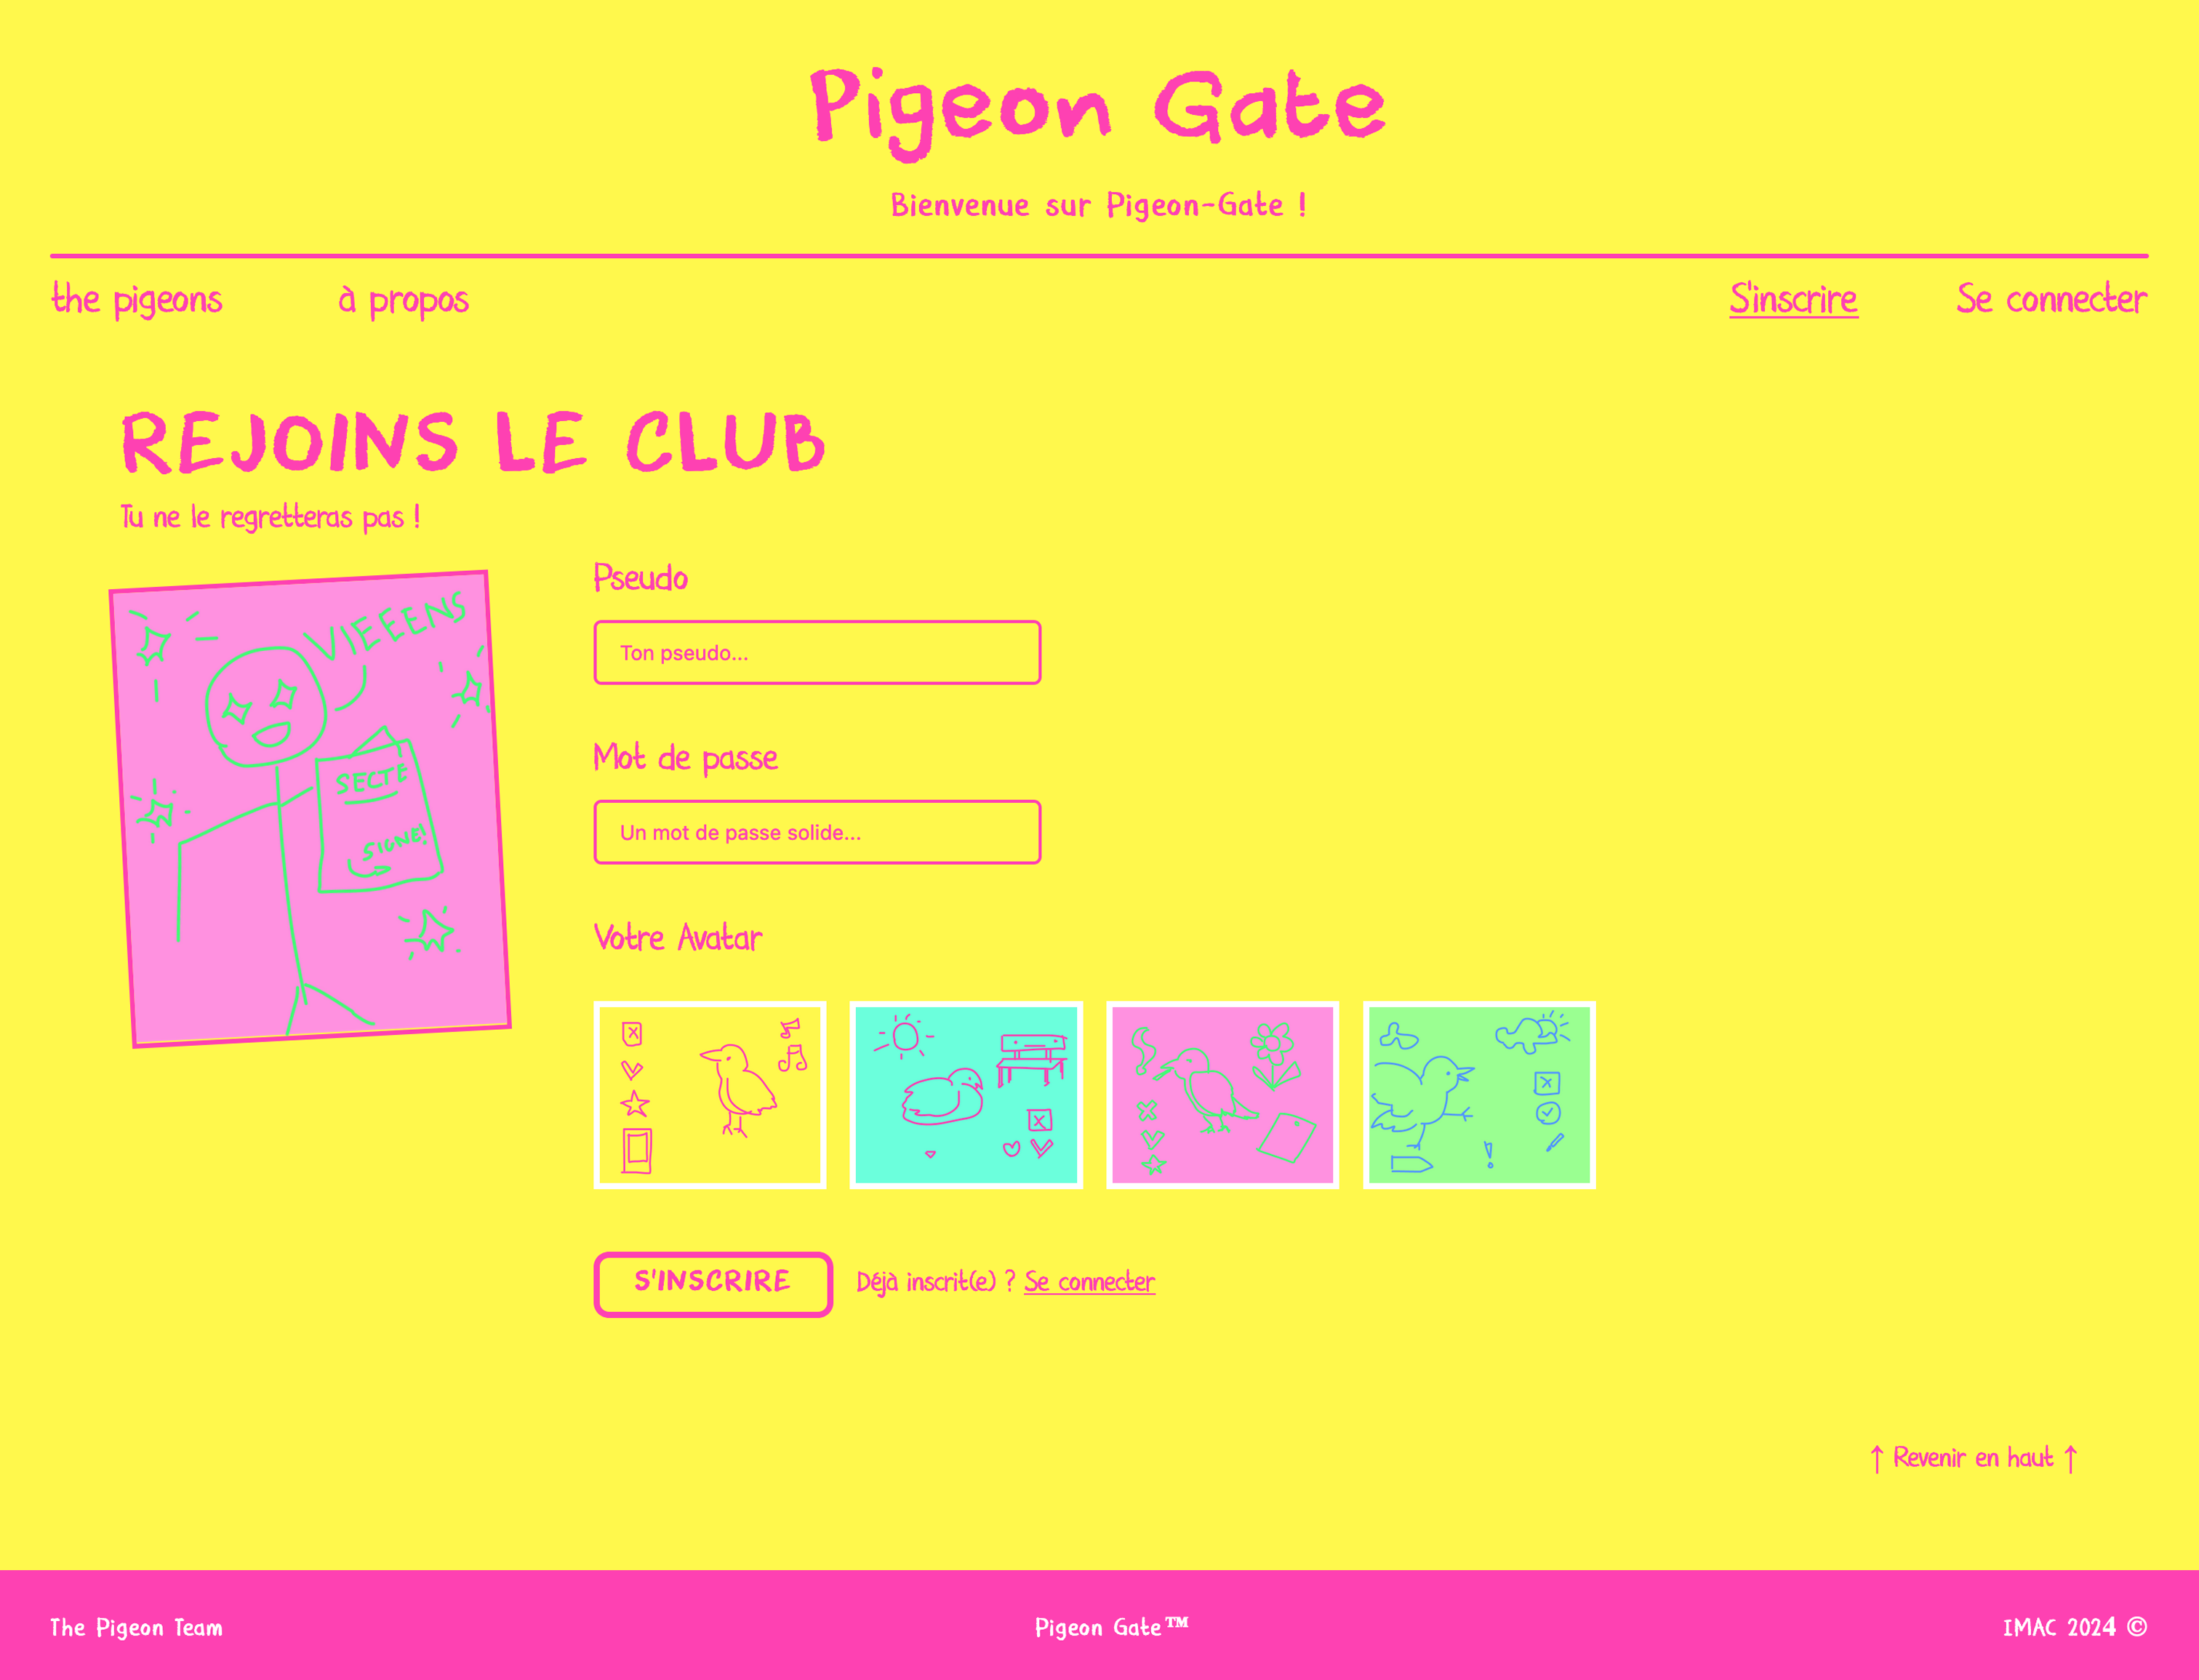 Pigeon Gate
Bienvenue sur Pigeon-Gate !
the pigeons
à propos
S'inscrire
Se connecter
REJOINS LE CLUB
Tu ne le regretteras pas !
VIEEENS
SECTE
SIGNE!
Pseudo
Ton pseudo...
Mot de passe
Un mot de passe solide...
Votre Avatar
S'INSCRIRE
Déjà inscrit(e) ? Se connecter
↑ Revenir en haut ↑
The Pigeon Team
Pigeon Gate™
IMAC 2024 ©